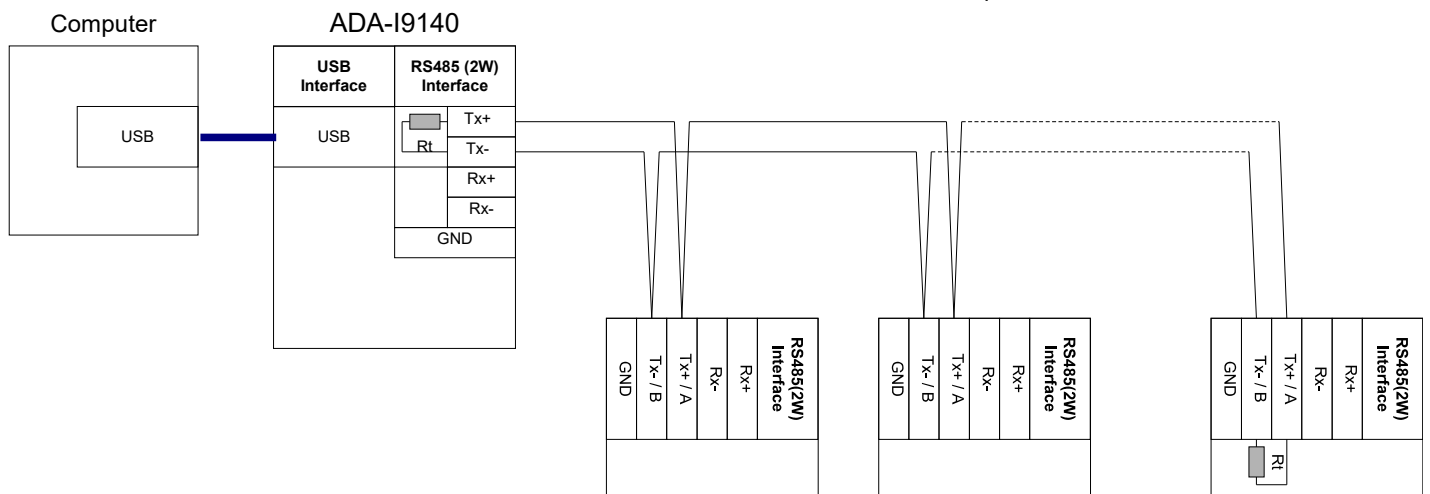 Computer
ADA-I9140
USB
Interface
RS485 (2W)
Interface
USB
USB
Rt
Tx+
Tx-
Rx+
Rx-
GND
GND
Tx- / B
Tx+ / A
Rx-
Rx+
RS485(2W)
Interface
GND
Tx- / B
Tx+ / A
Rx-
Rx+
RS485(2W)
Interface
GND
Tx- / B
Tx+ / A
Rx-
Rx+
RS485(2W)
Interface
Rt